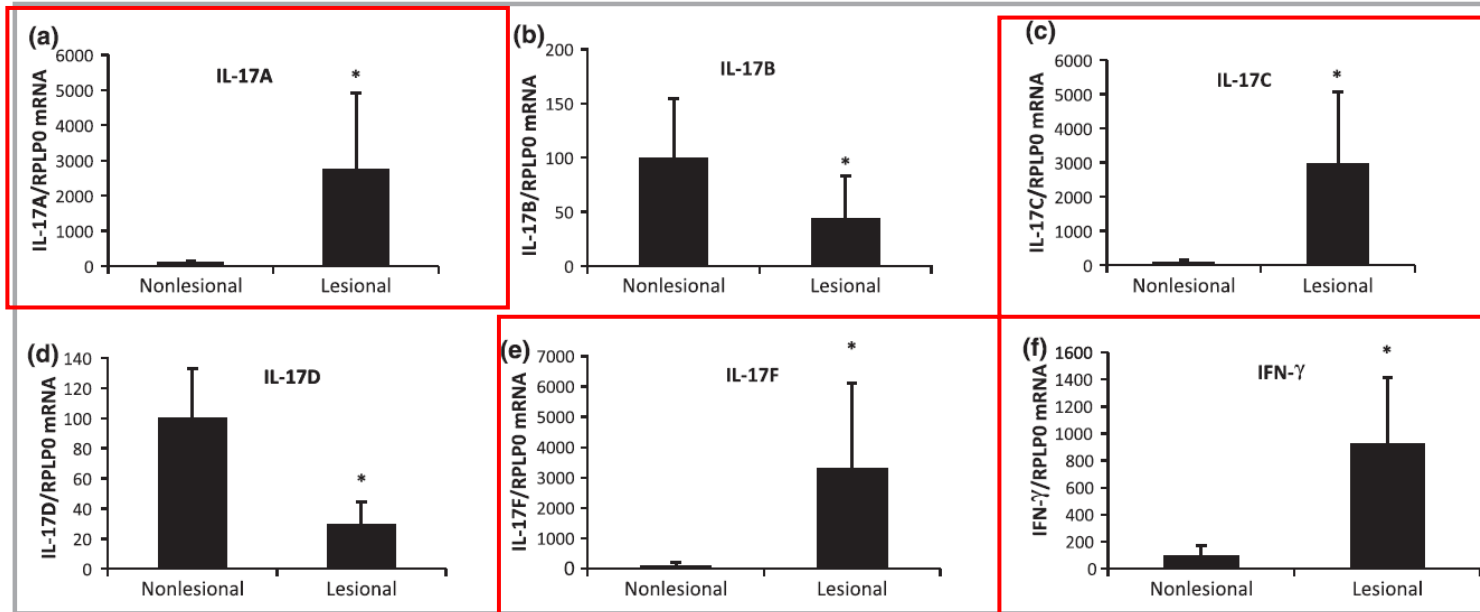 (a)
IL-17A
IL-17A/RPLP0 mRNA
6000
5000
4000
3000
2000
1000
0
*
Nonlesional Lesional
(b)
IL-17B
IL-17B/RPLP0 mRNA
200
150
100
50
0
*
Nonlesional Lesional
(c)
IL-17C
IL-17C/RPLP0 mRNA
6000
5000
4000
3000
2000
1000
0
*
Nonlesional Lesional
(d)
IL-17D
IL-17D/RPLP0 mRNA
140
120
100
80
60
40
20
0
*
Nonlesional Lesional
(e)
IL-17F
IL-17F/RPLP0 mRNA
7000
6000
5000
4000
3000
2000
1000
0
*
Nonlesional Lesional
(f)
IFN-γ
IFN-γ/RPLP0 mRNA
1600
1400
1200
1000
800
600
400
200
0
*
Nonlesional Lesional